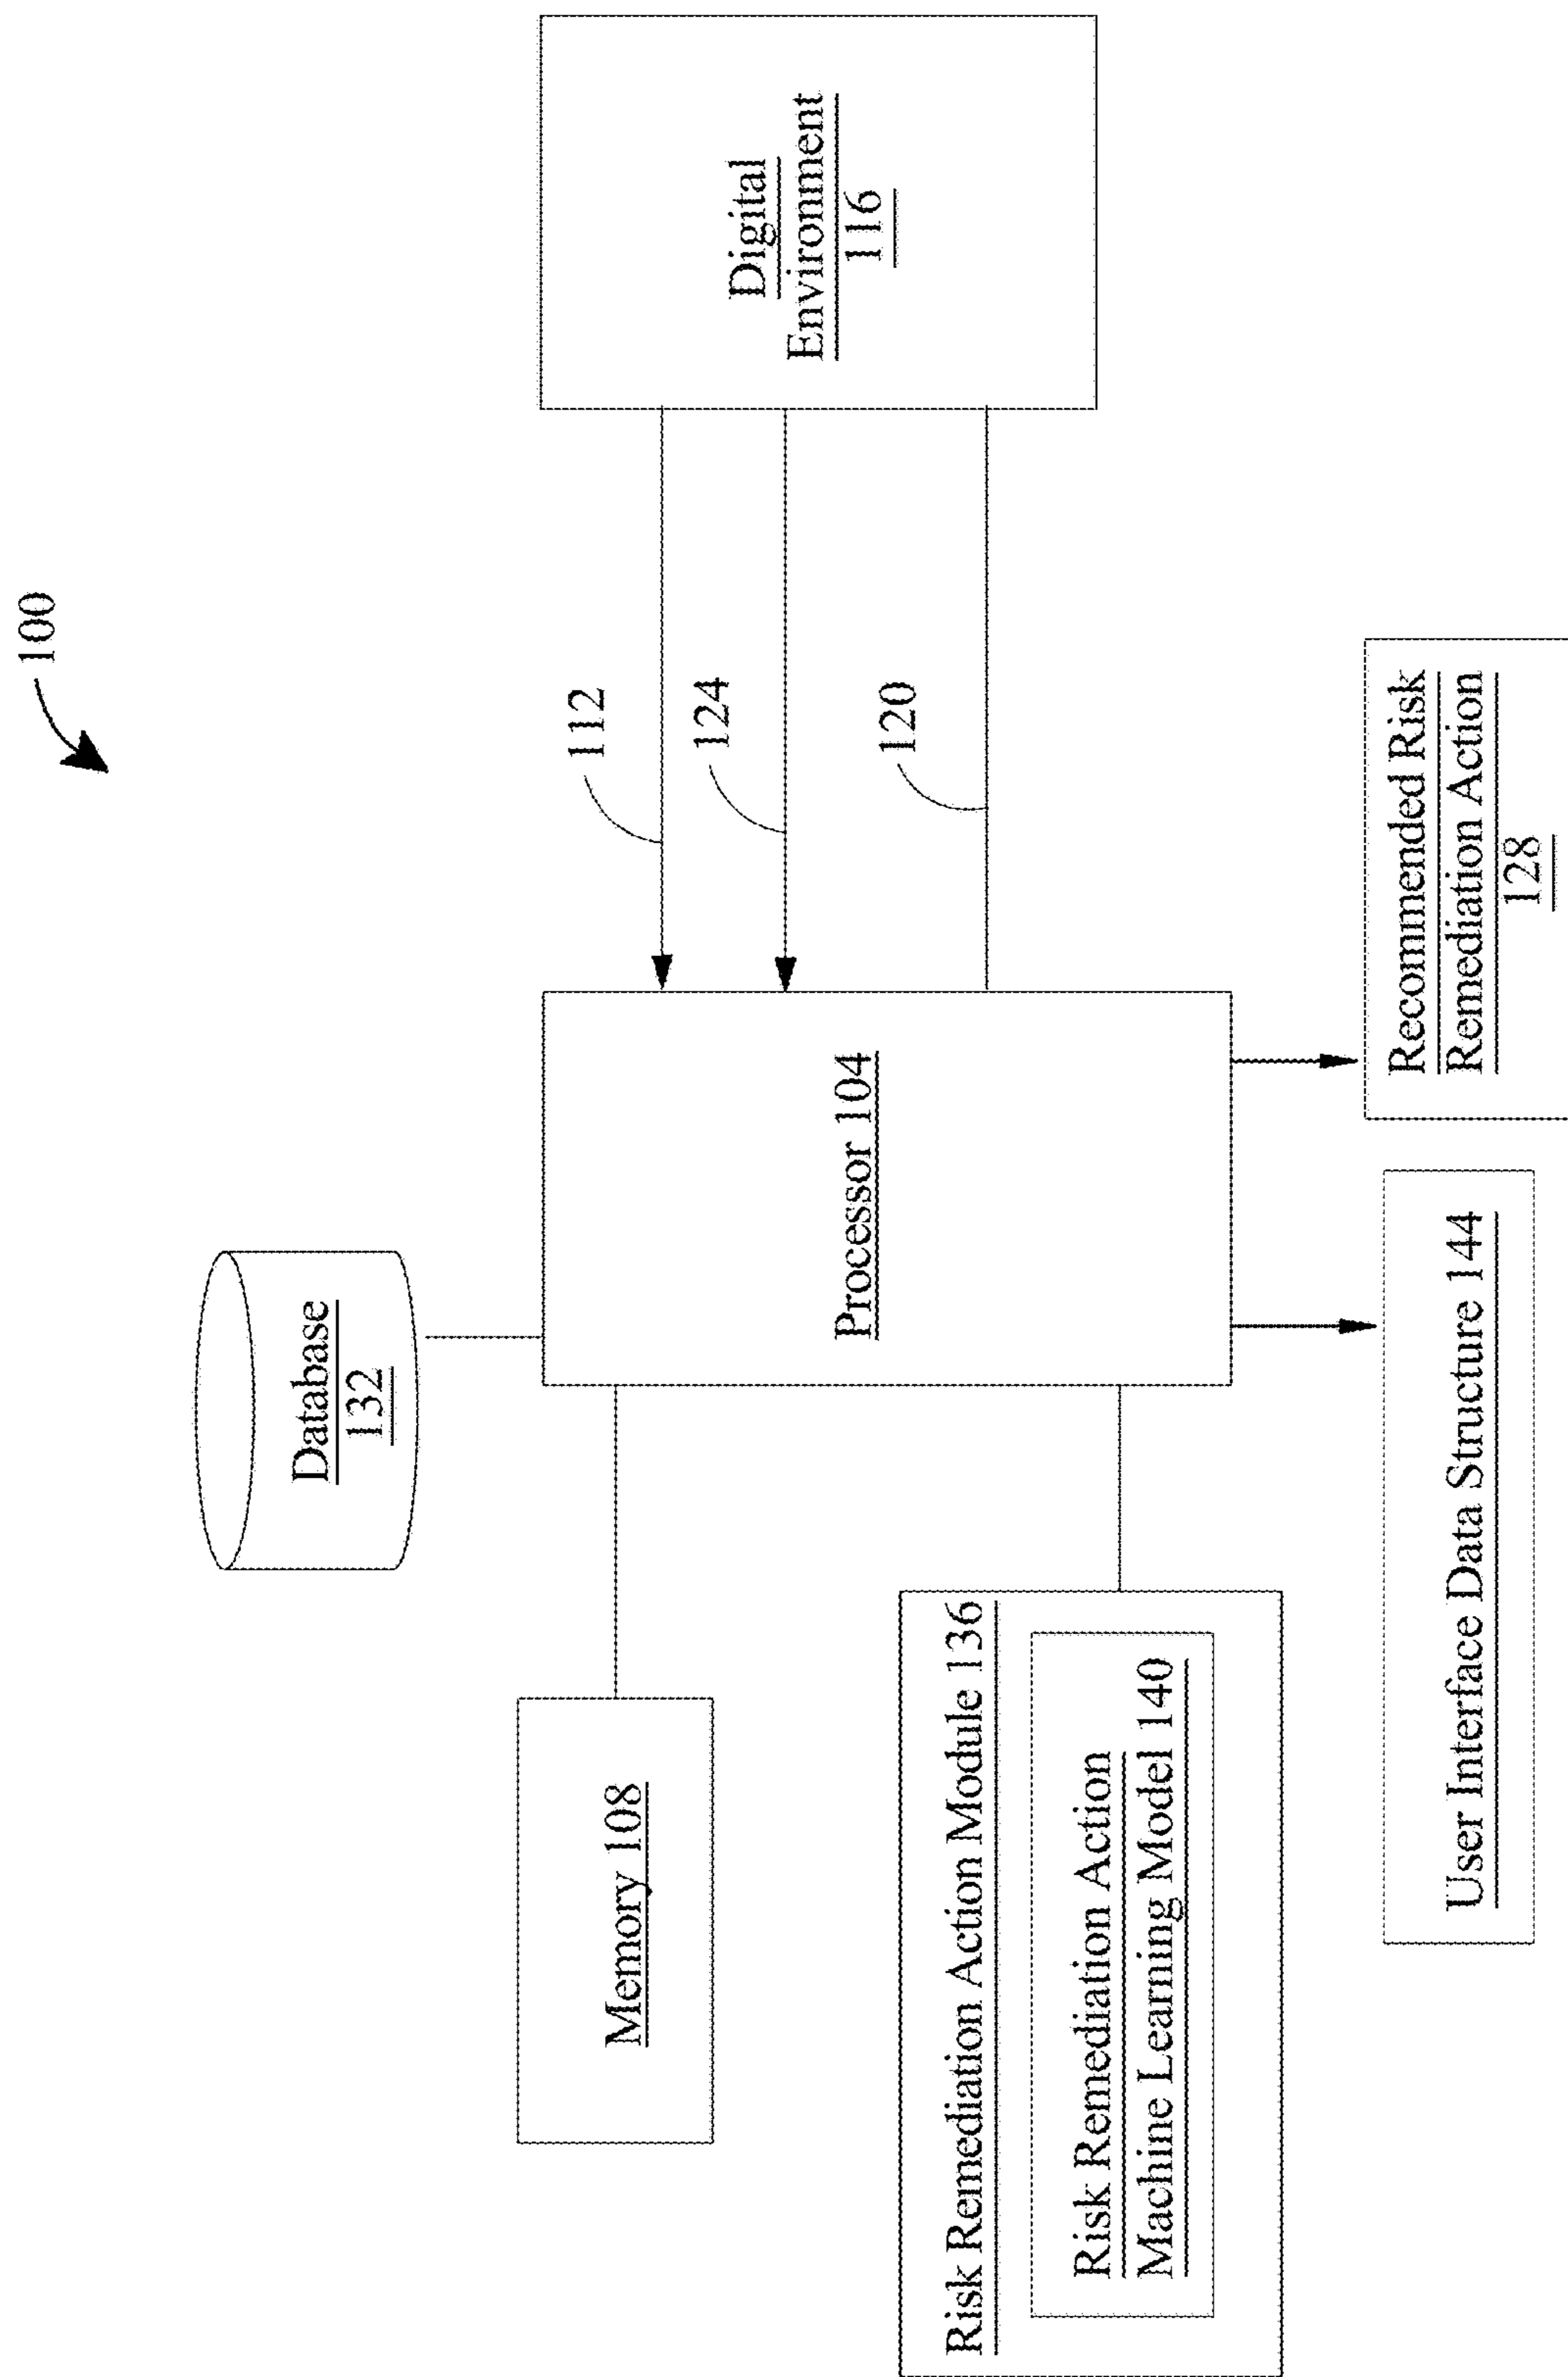 100
Database
132
Memory 108
Processor 104
112
124
120
Digital
Environment
116
Risk Remediation Action Module 136
Risk Remediation Action
Machine Learning Model 140
User Interface Data Structure 144
Recommended Risk
Remediation Action
128